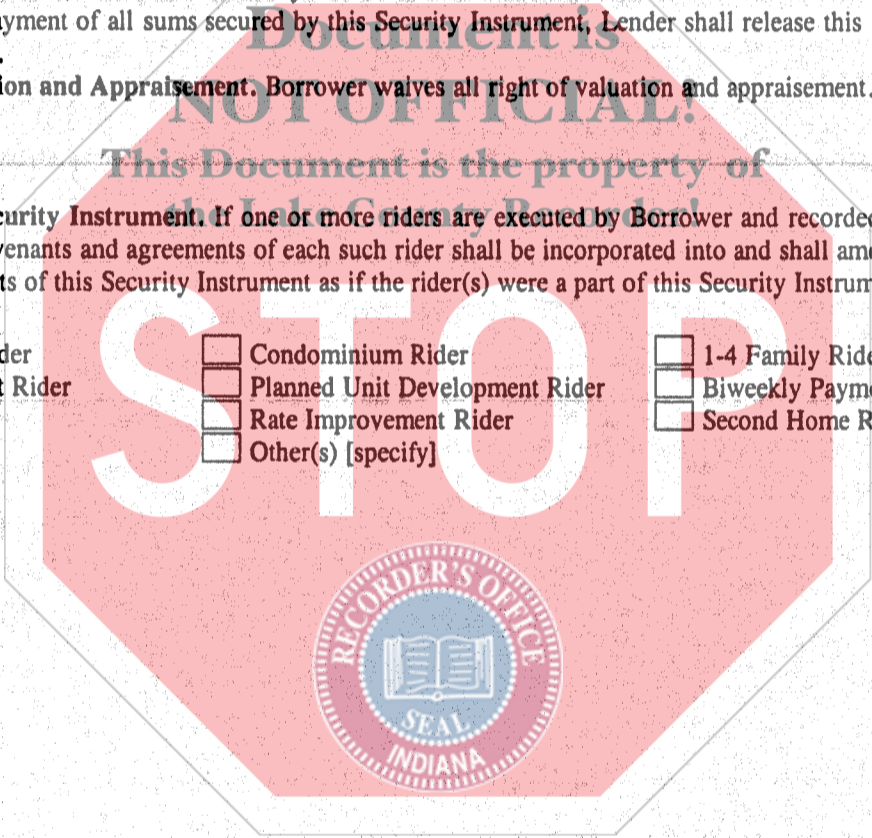 ayment of all sums secured by this Security Instrument, Lender shall release this
Document is
ion and Appraisement. Borrower waives all right of valuation and appraisement.
NOT OFFICIAL!
This Document is the property of
the Lake County Recorder!
curity Instrument. If one or more riders are executed by Borrower and recorded
venants and agreements of each such rider shall be incorporated into and shall ame
ts of this Security Instrument as if the rider(s) were a part of this Security Instrum
STOP
der
Condominium Rider
1-4 Family Ride
t Rider
Planned Unit Development Rider
Biweekly Payme
Rate Improvement Rider
Second Home R
Other(s) [specify]
RECORDER'S OFFICE
SEAL
INDIANA